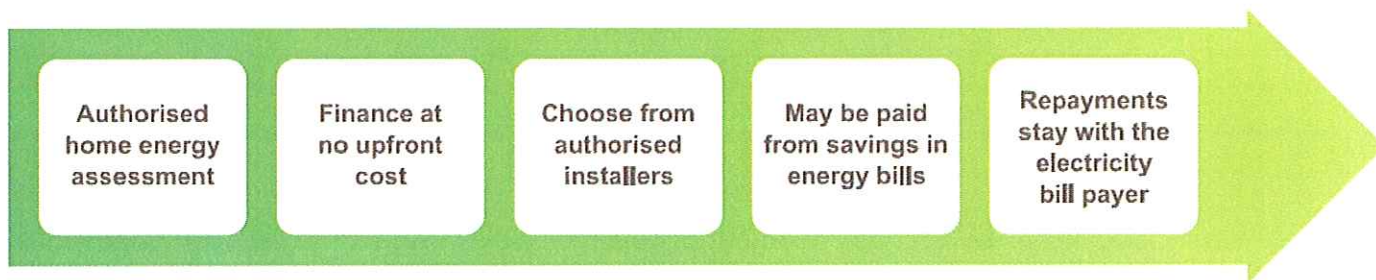 Authorised
home energy
assessment
Finance at
no upfront
cost
Choose from
authorised
installers
May be paid
from savings in
energy bills
Repayments
stay with the
electricity
bill payer